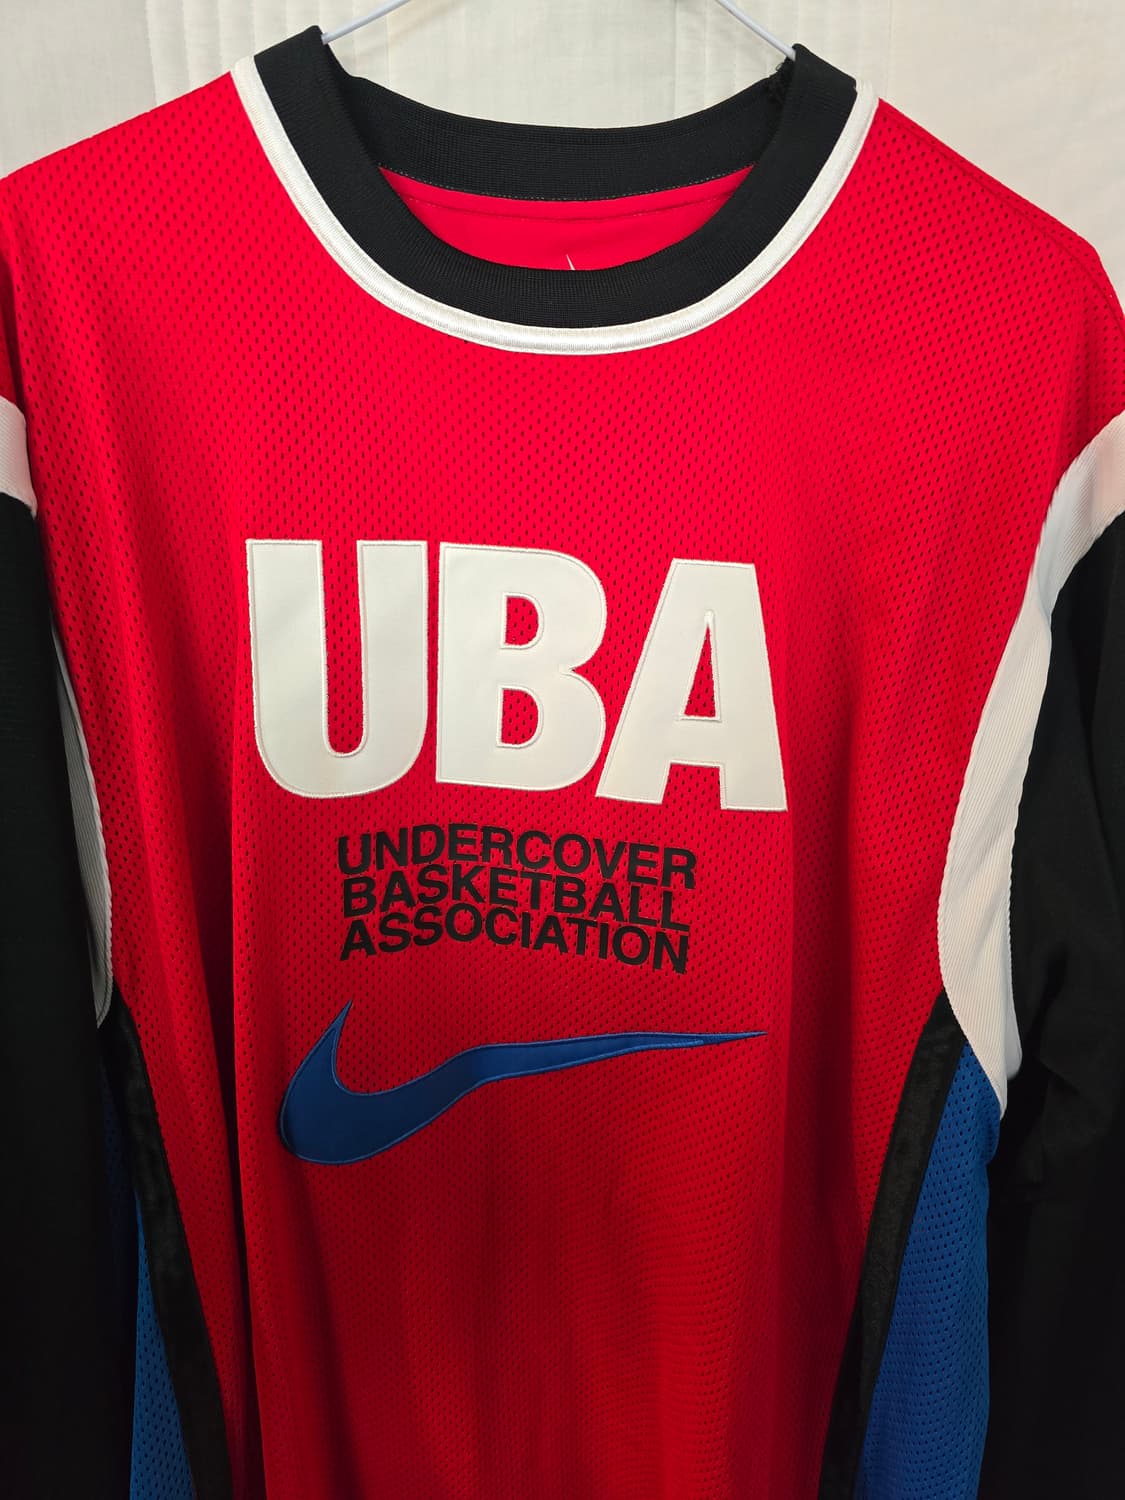 UBA
UNDERCOVER
BASKETBALL
ASSOCIATION